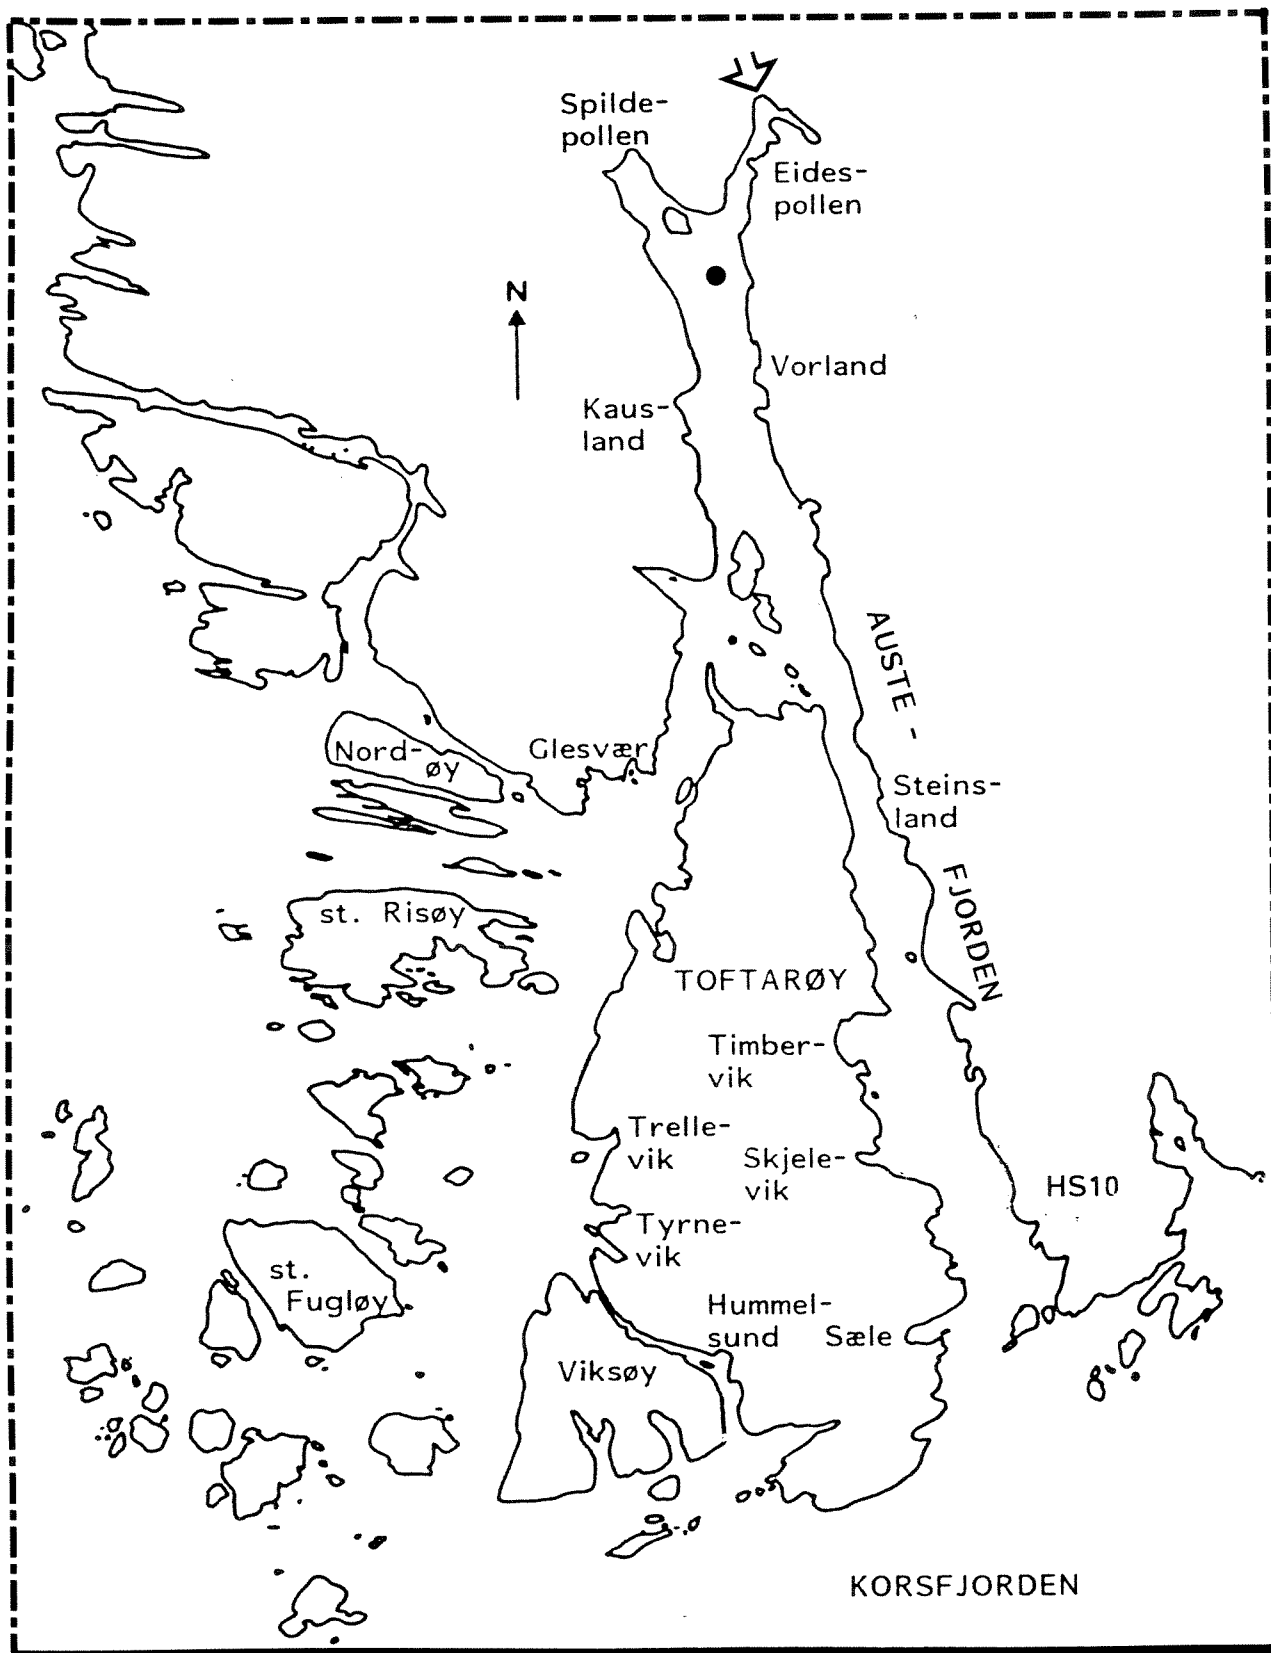 Spilde-
pollen
Eides-
pollen
N
Vorland
Kaus-
land
AUSTE -
Nord-
øy
Glesvær
Steins-
land
FJORDEN
st. Risøy
TOFTARØY
Timber-
vik
Trelle-
vik
Skjele-
vik
HS10
Tyrne-
vik
st.
Fugløy
Hummel-
sund
Sæle
Viksøy
KORSFJORDEN